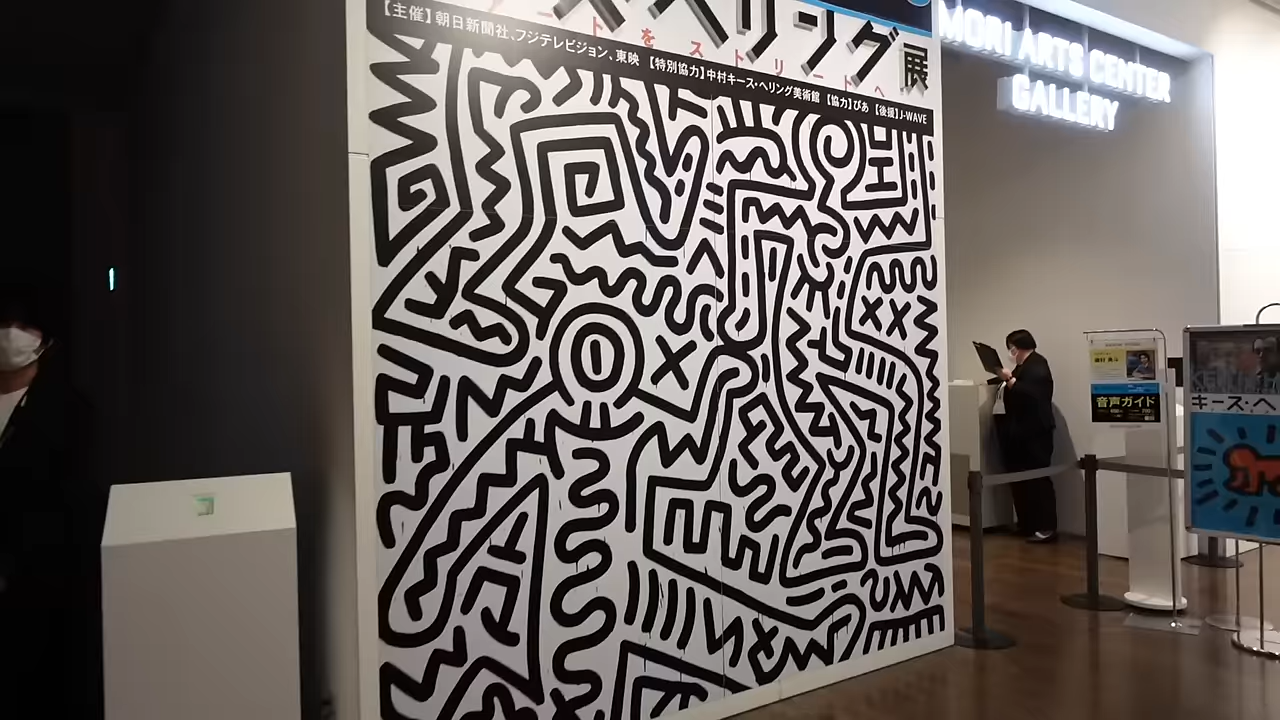 ヘリング展
アートをストリートへ
【主催】朝日新聞社、フジテレビジョン、東映 【特別協力】中村キース・ヘリング美術館 【協力】ぴあ 【後援】J-WAVE
MORI ARTS CENTER
GALLERY
音声ガイド
キース・ヘ